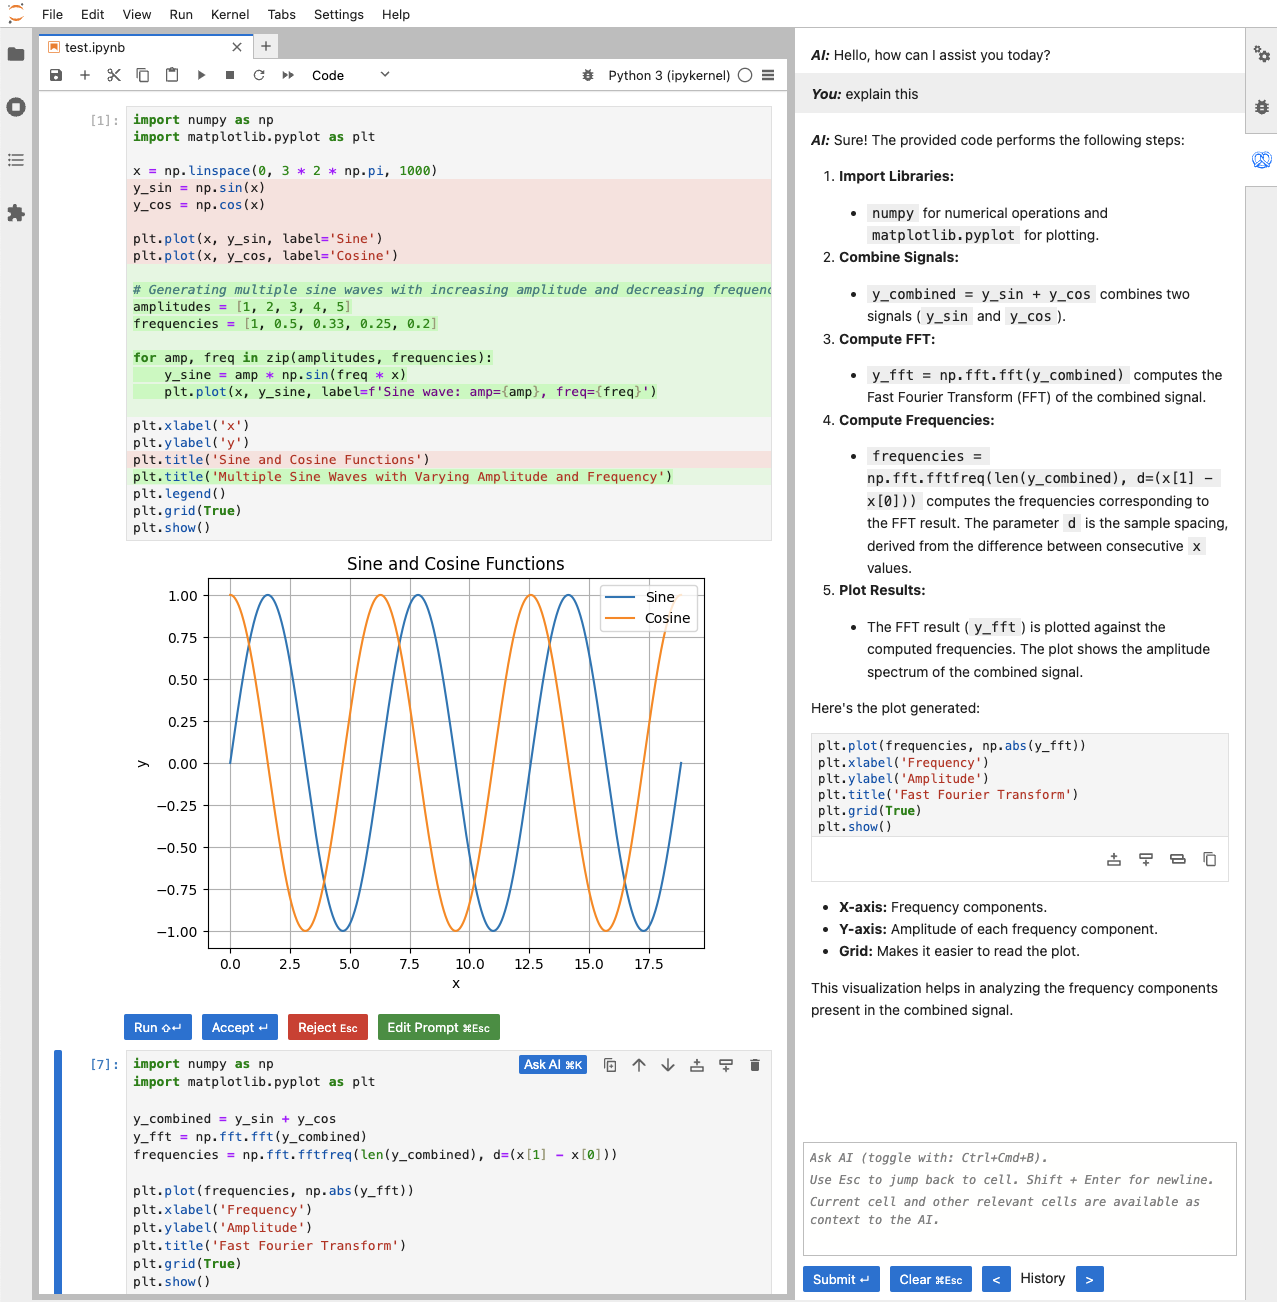 File Edit View Run Kernel Tabs Settings Help
test.ipynb
Code
Python 3 (ipykernel)
[1]:
import numpy as np
import matplotlib.pyplot as plt
x = np.linspace(0, 3 * 2 * np.pi, 1000)
y_sin = np.sin(x)
y_cos = np.cos(x)
plt.plot(x, y_sin, label='Sine')
plt.plot(x, y_cos, label='Cosine')
# Generating multiple sine waves with increasing amplitude and decreasing frequenc
amplitudes = [1, 2, 3, 4, 5]
frequencies = [1, 0.5, 0.33, 0.25, 0.2]
for amp, freq in zip(amplitudes, frequencies):
    y_sine = amp * np.sin(freq * x)
    plt.plot(x, y_sine, label=f'Sine wave: amp={amp}, freq={freq}')
plt.xlabel('x')
plt.ylabel('y')
plt.title('Sine and Cosine Functions')
plt.title('Multiple Sine Waves with Varying Amplitude and Frequency')
plt.legend()
plt.grid(True)
plt.show()
Sine and Cosine Functions
Sine
Cosine
1.00
0.75
0.50
0.25
0.00
−0.25
−0.50
−0.75
−1.00
y
0.0 2.5 5.0 7.5 10.0 12.5 15.0 17.5
x
Run ⇧↵ Accept ↵ Reject Esc Edit Prompt ⌘Esc
[7]:
Ask AI ⌘K
import numpy as np
import matplotlib.pyplot as plt
y_combined = y_sin + y_cos
y_fft = np.fft.fft(y_combined)
frequencies = np.fft.fftfreq(len(y_combined), d=(x[1] - x[0]))
plt.plot(frequencies, np.abs(y_fft))
plt.xlabel('Frequency')
plt.ylabel('Amplitude')
plt.title('Fast Fourier Transform')
plt.grid(True)
plt.show()
AI: Hello, how can I assist you today?
You: explain this
AI: Sure! The provided code performs the following steps:
1. Import Libraries:
• numpy for numerical operations and
matplotlib.pyplot for plotting.
2. Combine Signals:
• y_combined = y_sin + y_cos combines two
signals ( y_sin and y_cos ).
3. Compute FFT:
• y_fft = np.fft.fft(y_combined) computes the
Fast Fourier Transform (FFT) of the combined signal.
4. Compute Frequencies:
• frequencies =
np.fft.fftfreq(len(y_combined), d=(x[1] -
x[0])) computes the frequencies corresponding to
the FFT result. The parameter d is the sample spacing,
derived from the difference between consecutive x
values.
5. Plot Results:
• The FFT result ( y_fft ) is plotted against the
computed frequencies. The plot shows the amplitude
spectrum of the combined signal.
Here's the plot generated:
plt.plot(frequencies, np.abs(y_fft))
plt.xlabel('Frequency')
plt.ylabel('Amplitude')
plt.title('Fast Fourier Transform')
plt.grid(True)
plt.show()
• X-axis: Frequency components.
• Y-axis: Amplitude of each frequency component.
• Grid: Makes it easier to read the plot.
This visualization helps in analyzing the frequency components
present in the combined signal.
Ask AI (toggle with: Ctrl+Cmd+B).
Use Esc to jump back to cell. Shift + Enter for newline.
Current cell and other relevant cells are available as
context to the AI.
Submit ↵ Clear ⌘Esc < History >